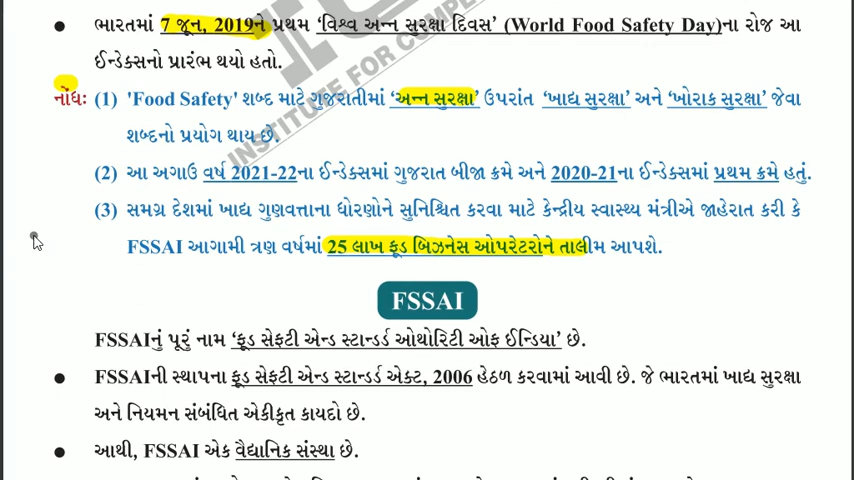 ● ભારતમાં 7 જૂન, 2019ને પ્રથમ ‘વિશ્વ અન્ન સુરક્ષા દિવસ’ (World Food Safety Day)ના રોજ આ
ઈન્ડેક્સનો પ્રારંભ થયો હતો.
નોંધઃ (1) 'Food Safety' શબ્દ માટે ગુજરાતીમાં ‘અન્ન સુરક્ષા’ ઉપરાંત ‘ખાદ્ય સુરક્ષા’ અને ‘ખોરાક સુરક્ષા’ જેવા
શબ્દનો પ્રયોગ થાય છે.
(2) આ અગાઉ વર્ષ 2021-22ના ઈન્ડેક્સમાં ગુજરાત બીજા ક્રમે અને 2020-21ના ઈન્ડેક્સમાં પ્રથમ ક્રમે હતું.
(3) સમગ્ર દેશમાં ખાદ્ય ગુણવત્તાના ધોરણોને સુનિશ્ચિત કરવા માટે કેન્દ્રીય સ્વાસ્થ્ય મંત્રીએ જાહેરાત કરી કે
FSSAI આગામી ત્રણ વર્ષમાં 25 લાખ ફૂડ બિઝનેસ ઓપરેટરોને તાલીમ આપશે.
INSTITUTE FOR COMPE
FSSAI
FSSAIનું પૂરું નામ ‘ફૂડ સેફ્ટી એન્ડ સ્ટાન્ડર્ડ ઓથોરિટી ઓફ ઈન્ડિયા’ છે.
● FSSAIની સ્થાપના ફૂડ સેફ્ટી એન્ડ સ્ટાન્ડર્ડ એક્ટ, 2006 હેઠળ કરવામાં આવી છે. જે ભારતમાં ખાદ્ય સુરક્ષા
અને નિયમન સંબંધિત એકીકૃત કાયદો છે.
● આથી, FSSAI એક વૈદ્યાનિક સંસ્થા છે.